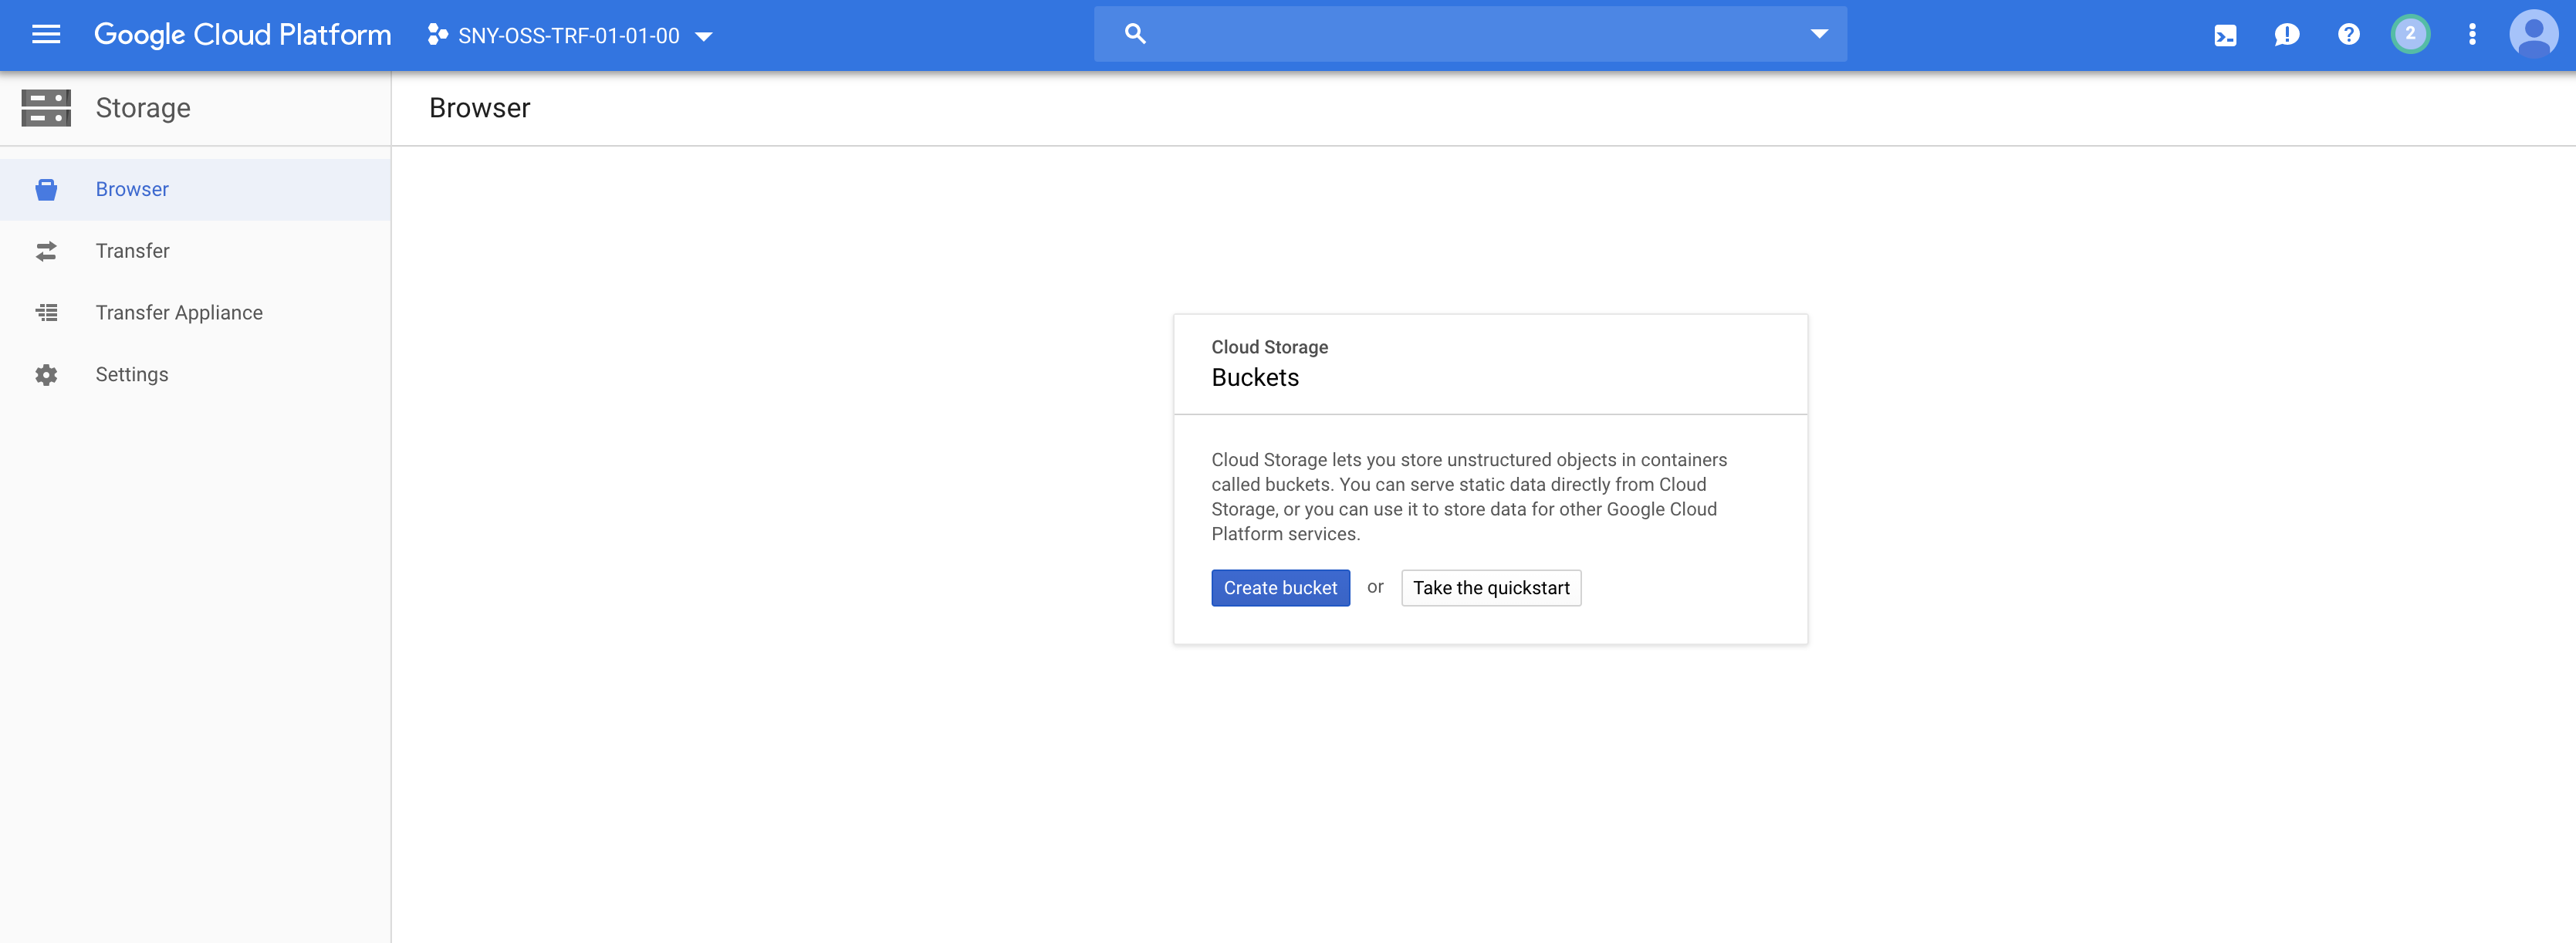 Google Cloud Platform
SNY-OSS-TRF-01-01-00
2
Storage
Browser
Browser
Transfer
Transfer Appliance
Settings
Cloud Storage
Buckets
Cloud Storage lets you store unstructured objects in containers
called buckets. You can serve static data directly from Cloud
Storage, or you can use it to store data for other Google Cloud
Platform services.
Create bucket or Take the quickstart